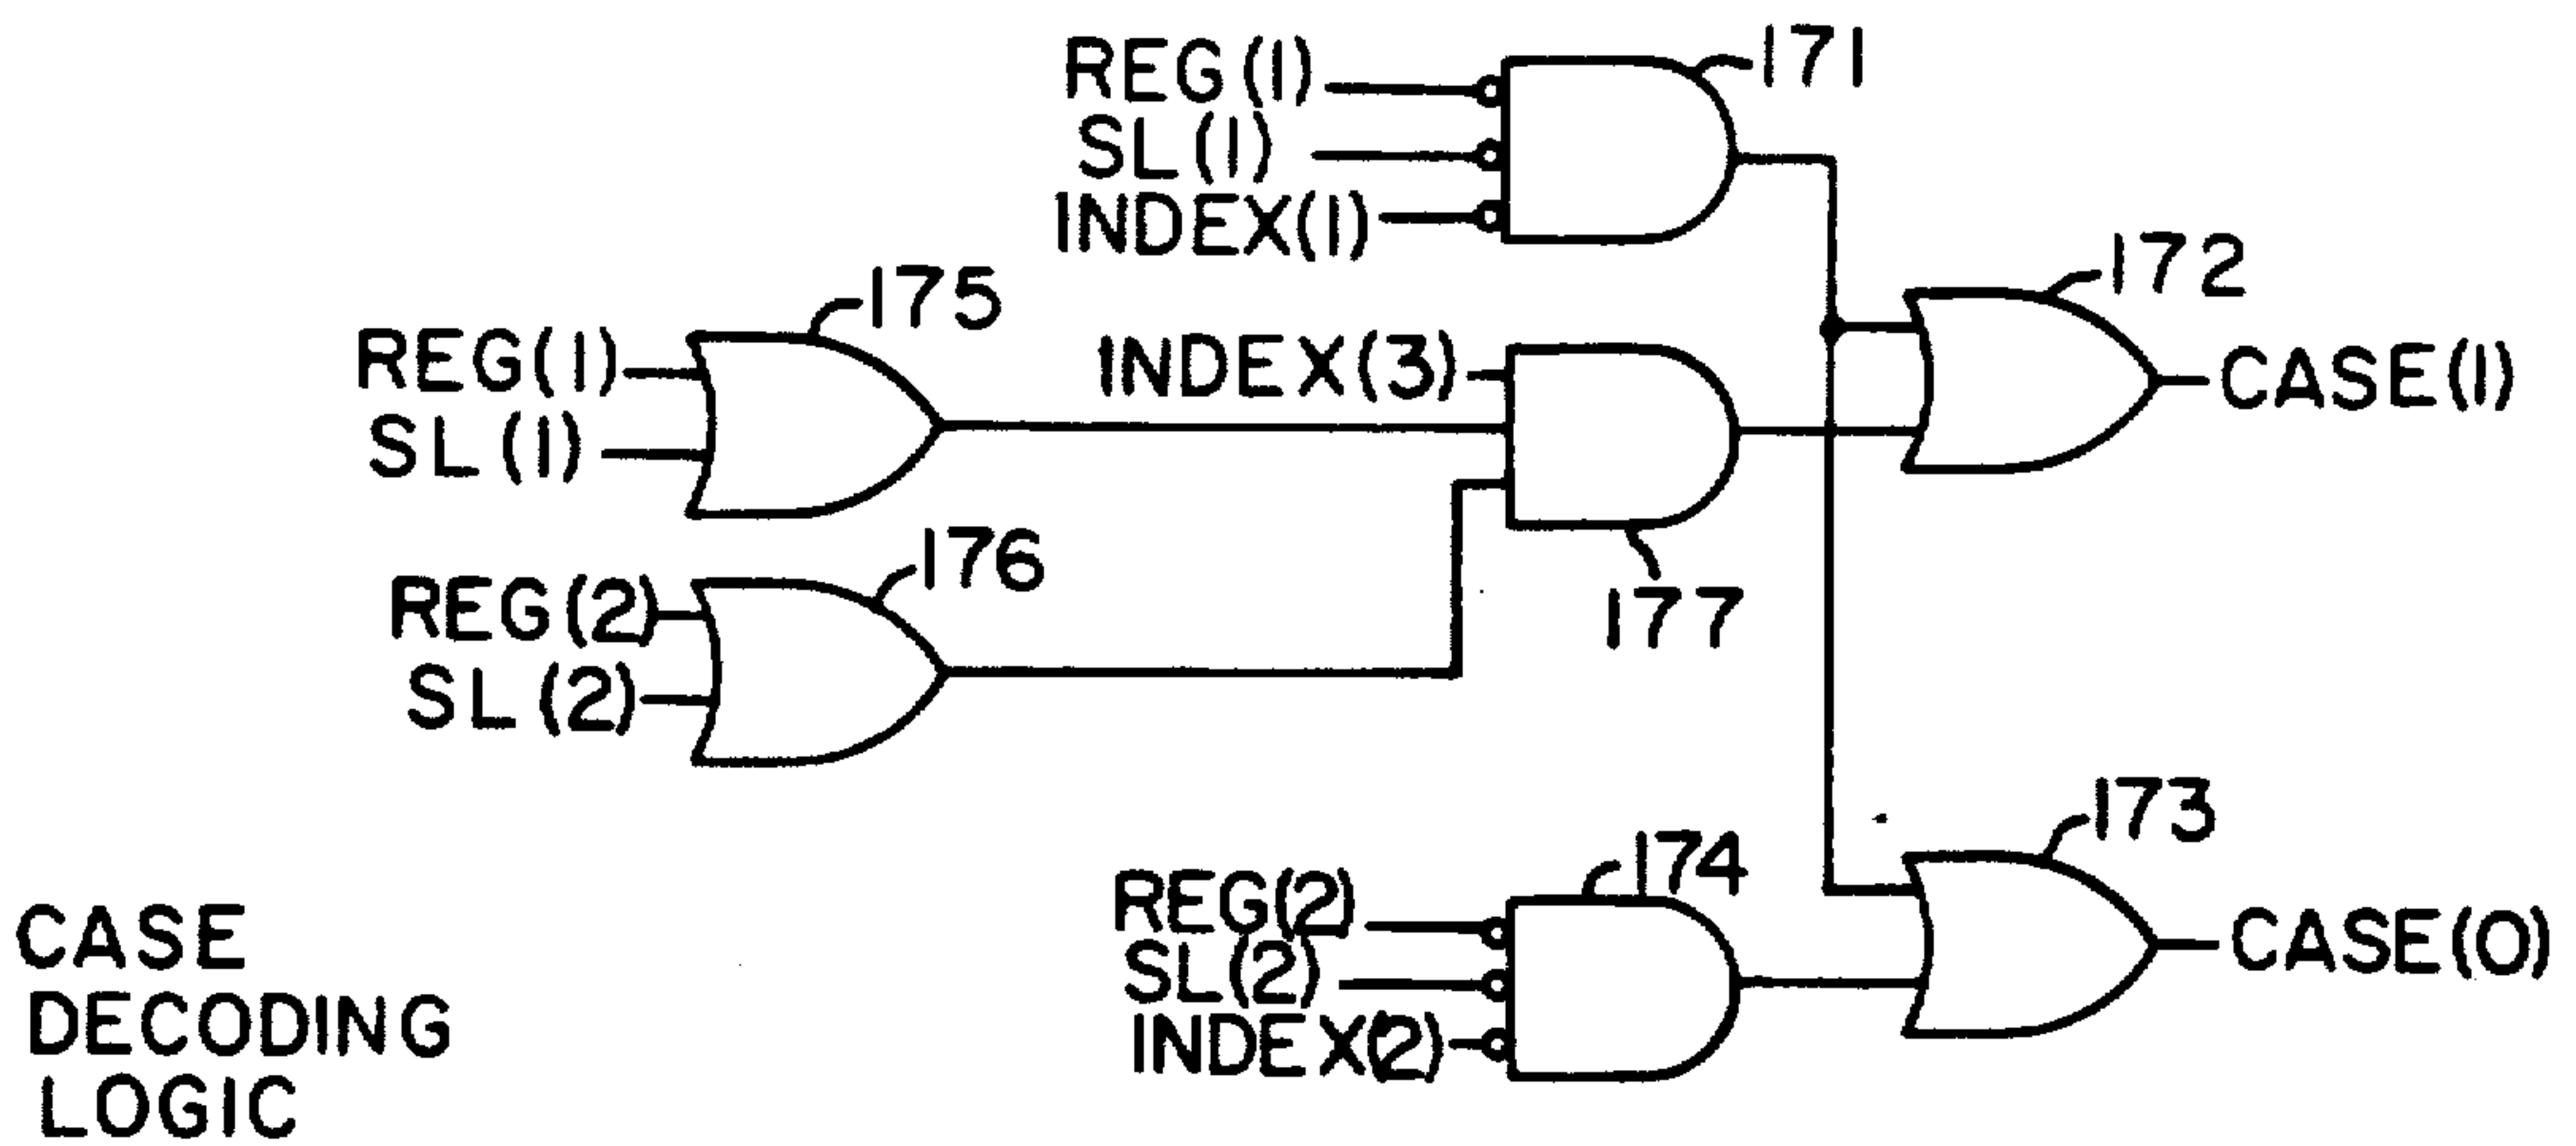 REG(1)
SL(1)
INDEX(1)
171
172
CASE(1)
175
REG(1)
SL(1)
INDEX(3)
177
176
REG(2)
SL(2)
173
CASE(0)
174
REG(2)
SL(2)
INDEX(2)
CASE
DECODING
LOGIC